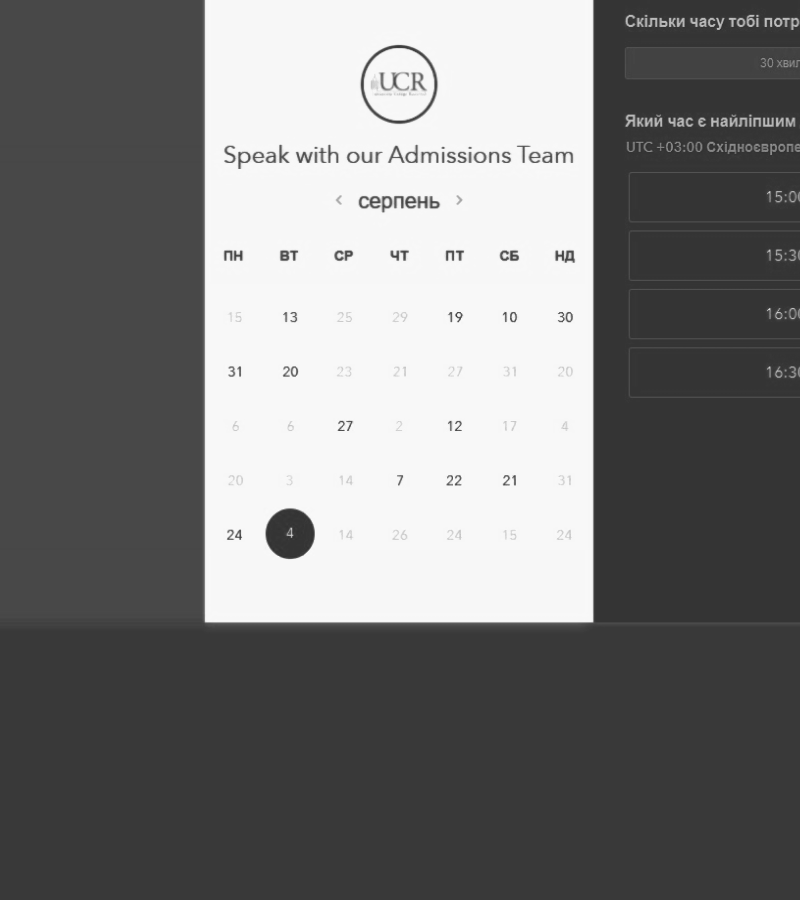 UCR
Speak with our Admissions Team
‹ серпень ›
ПН ВТ СР ЧТ ПТ СБ НД
15 13 25 29 19 10 30
31 20 23 21 27 31 20
6 6 27 2 12 17 4
20 3 14 7 22 21 31
24 4 14 26 24 15 24
Скільки часу тобі потр
30 хвил
Який час є найліпшим
UTC +03:00 Східноєвропе
15:00
15:30
16:00
16:30